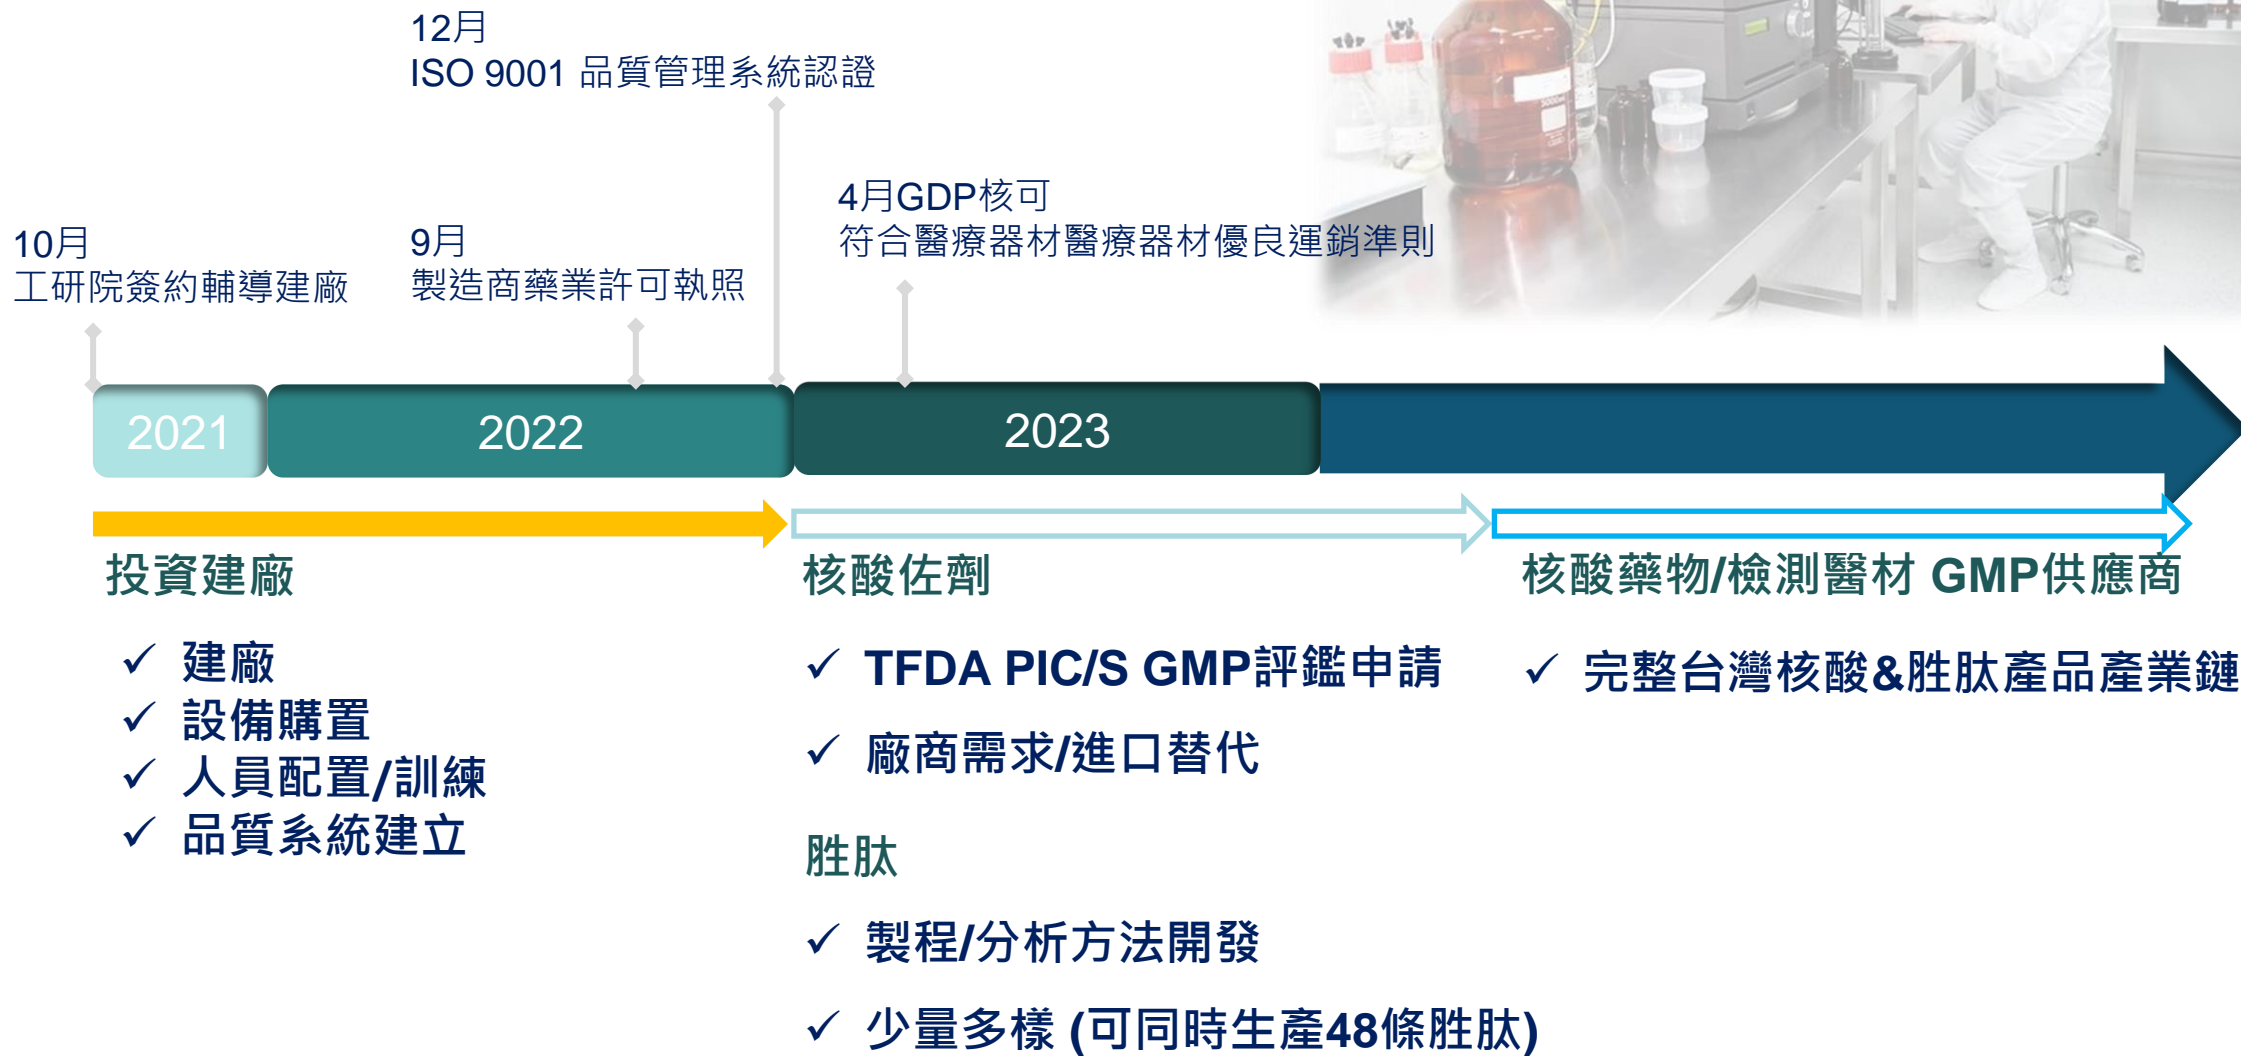 12月
ISO 9001 品質管理系統認證
4月GDP核可
符合醫療器材醫療器材優良運銷準則
10月
工研院簽約輔導建廠
9月
製造商藥業許可執照
2021
2022
2023
投資建廠
✓ 建廠
✓ 設備購置
✓ 人員配置/訓練
✓ 品質系統建立
核酸佐劑
✓ TFDA PIC/S GMP評鑑申請
✓ 廠商需求/進口替代
胜肽
✓ 製程/分析方法開發
✓ 少量多樣 (可同時生產48條胜肽)
核酸藥物/檢測醫材 GMP供應商
✓ 完整台灣核酸&胜肽產品產業鏈